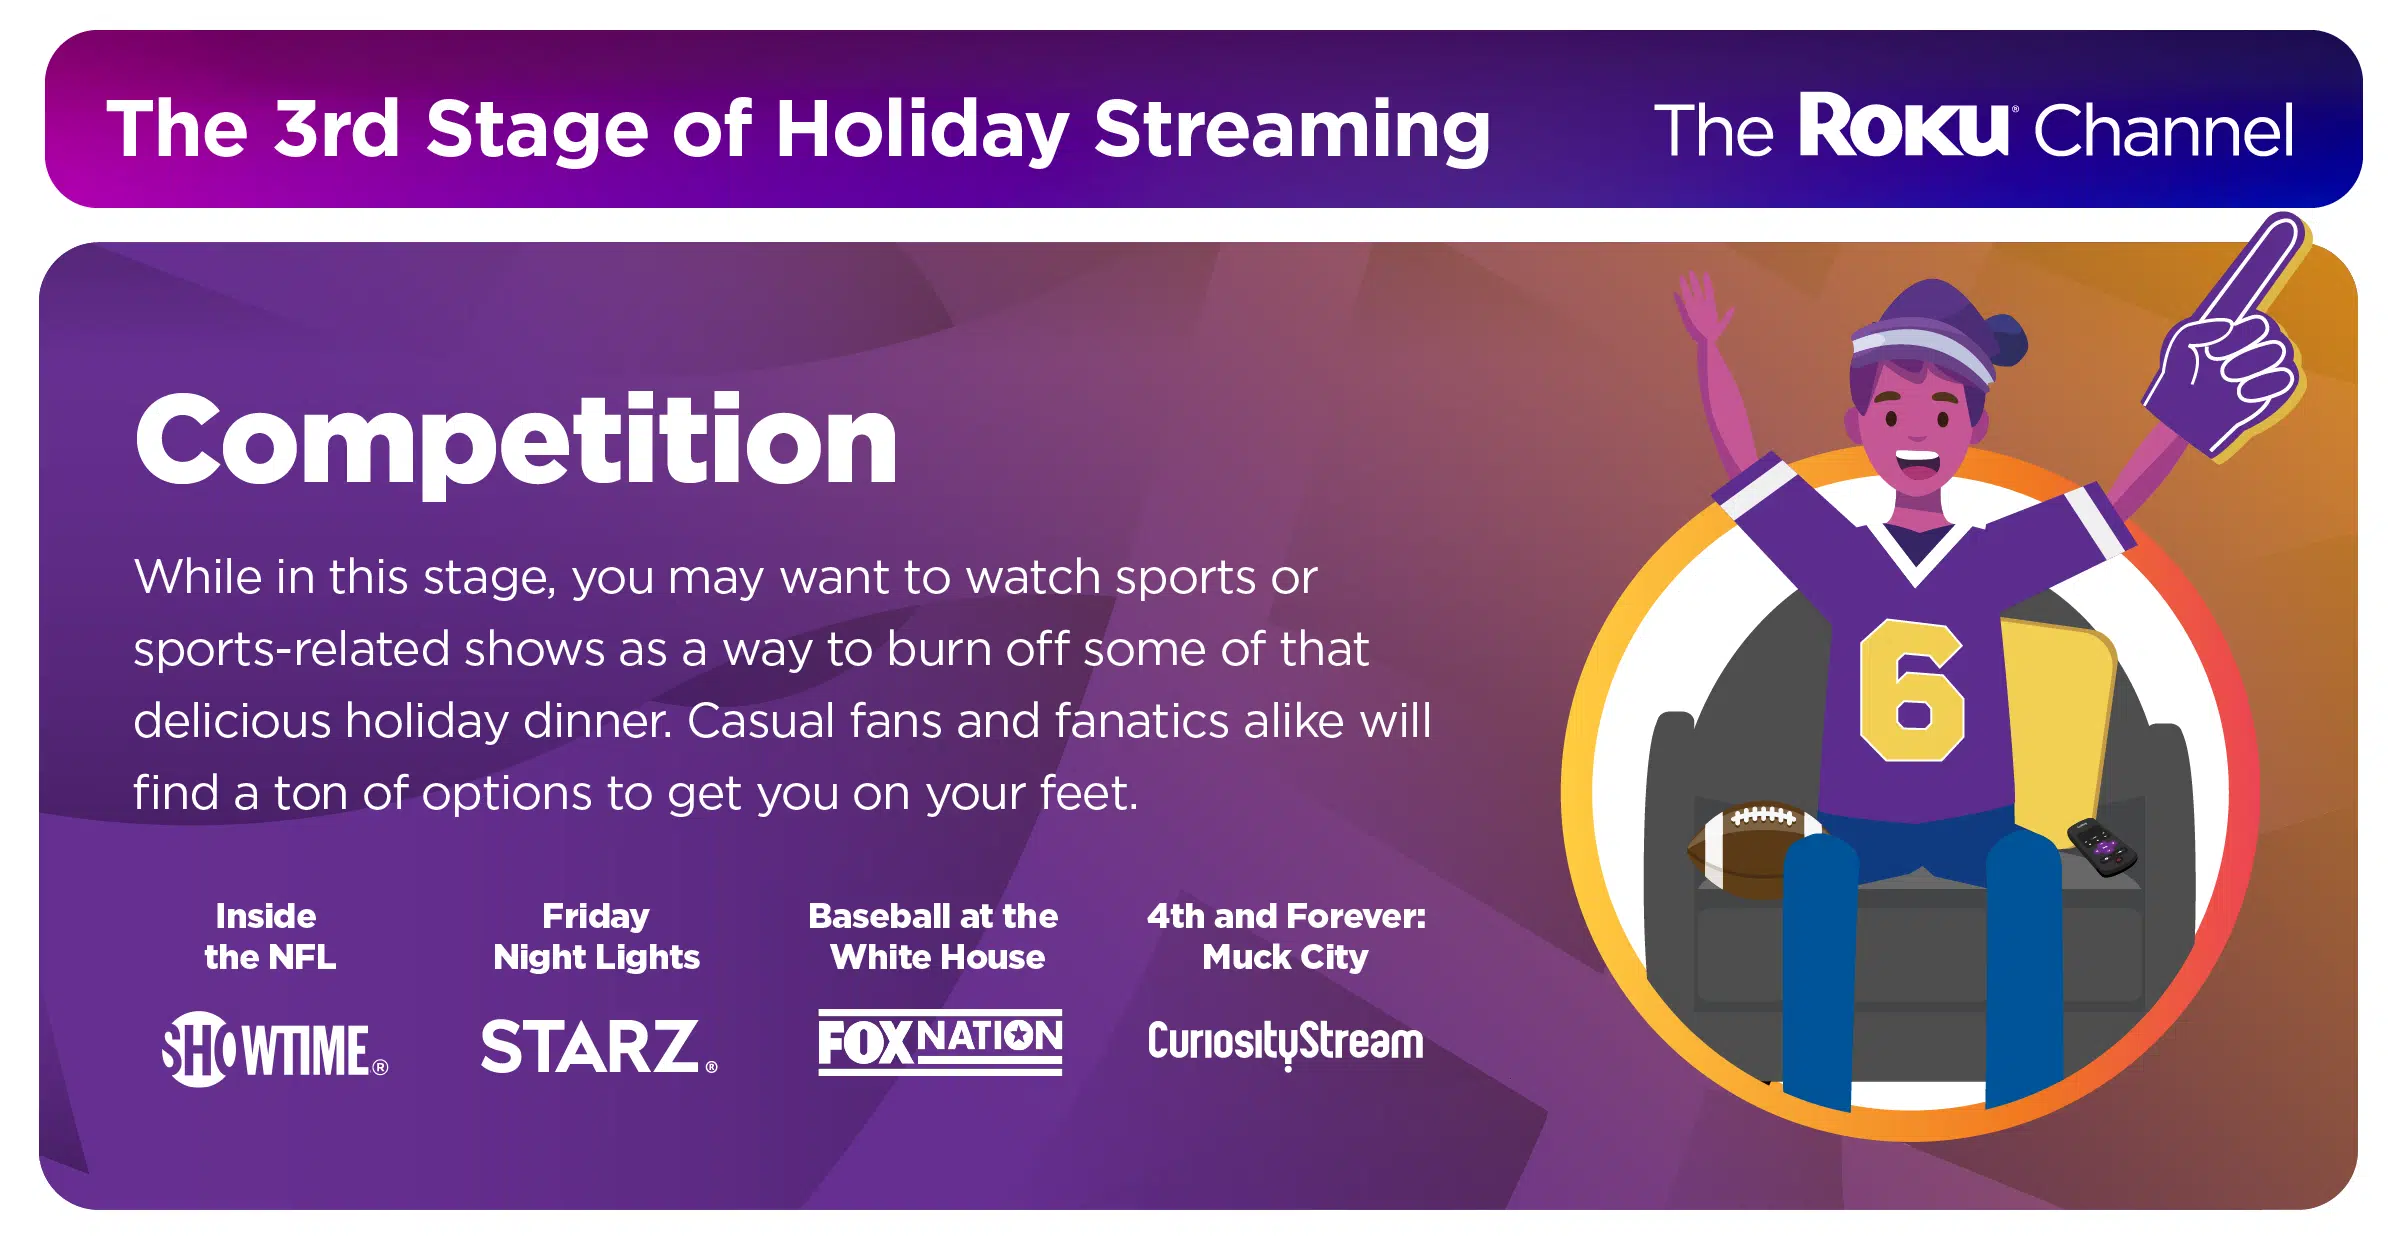 The 3rd Stage of Holiday Streaming
The ROKU® Channel
Competition
While in this stage, you may want to watch sports or
sports-related shows as a way to burn off some of that
delicious holiday dinner. Casual fans and fanatics alike will
find a ton of options to get you on your feet.
Inside
the NFL
SHOWTIME®
Friday
Night Lights
STARZ®
Baseball at the
White House
FOX NATION
4th and Forever:
Muck City
CuriosityStream
6